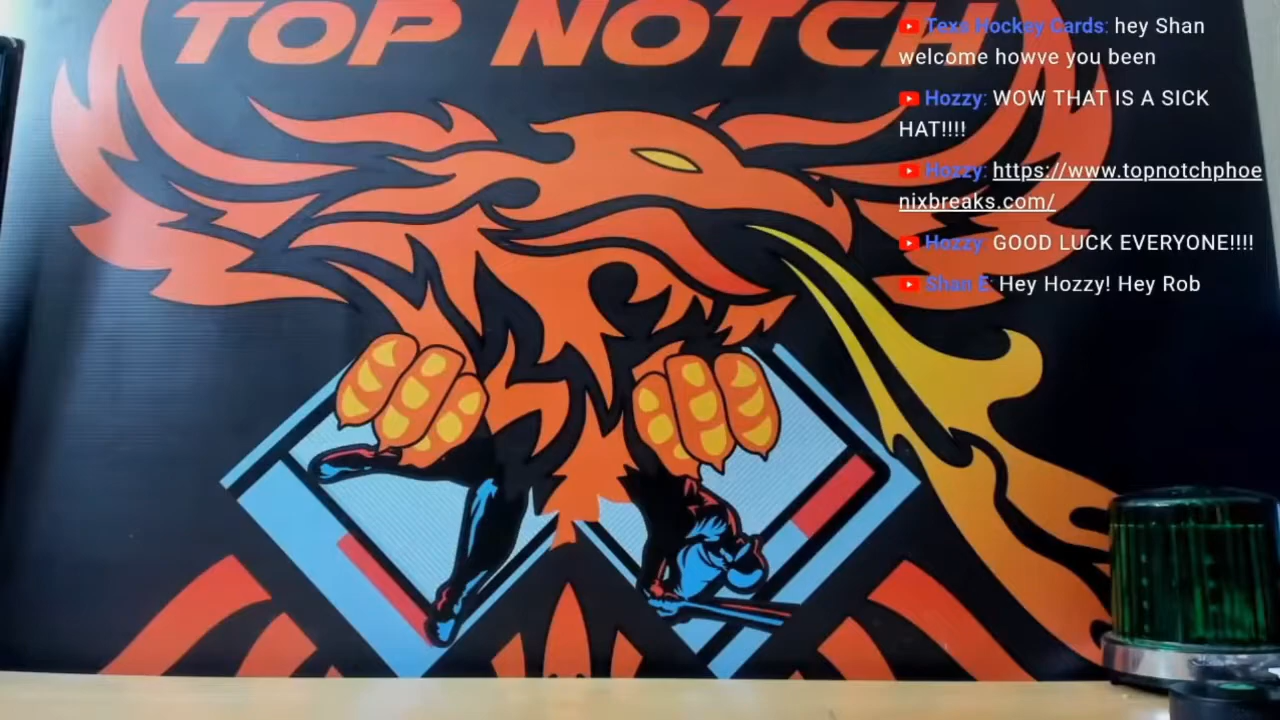 TOP NOTCH
Texs Hockey Cards: hey Shan
welcome howve you been
Hozzy: WOW THAT IS A SICK
HAT!!!!
Hozzy: https://www.topnotchphoe
nixbreaks.com/
Hozzy: GOOD LUCK EVERYONE!!!!
Shan E: Hey Hozzy! Hey Rob